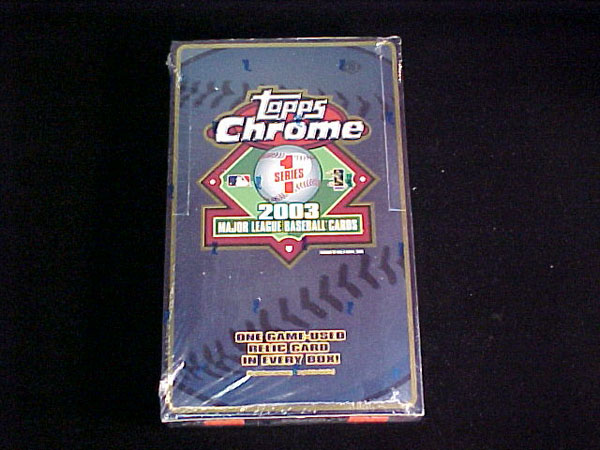 Topps
Chrome
SERIES 1
2003
MAJOR LEAGUE BASEBALL CARDS
ONE GAME-USED
RELIC CARD
IN EVERY BOX!